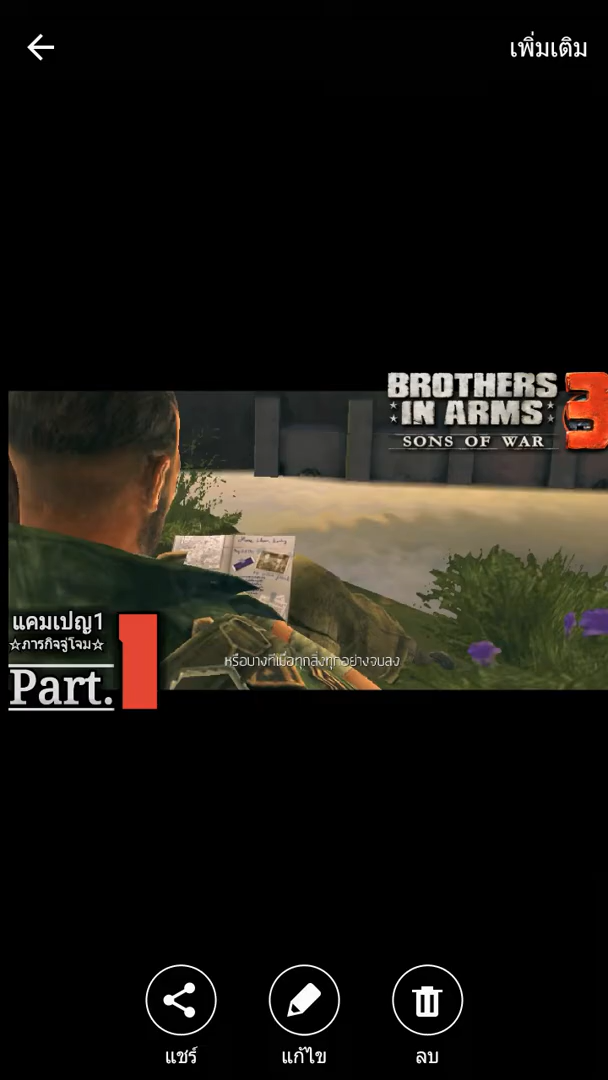 เพิ่มเติม
BROTHERS
IN ARMS
3
SONS OF WAR
แคมเปญ1
☆ภารกิจจู่โจม☆
Part.1
หรือบางทีเมื่อทุกสิ่งทุกอย่างจบลง
แชร์
แก้ไข
ลบ